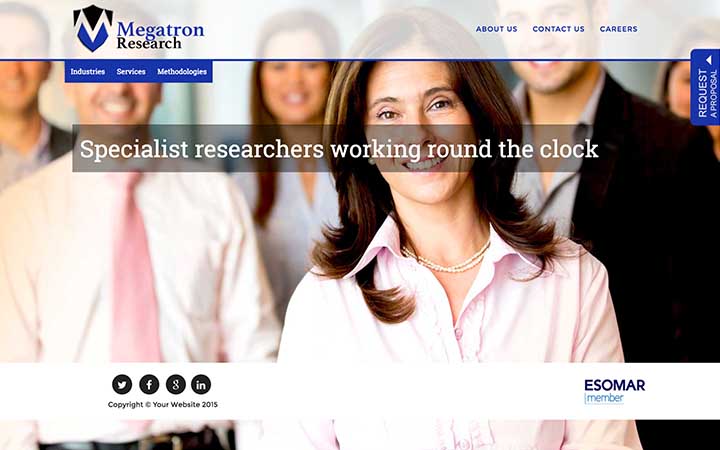 Megatron
Research
ABOUT US
CONTACT US
CAREERS
Industries
Services
Methodologies
REQUEST
A PROPOSAL
Specialist researchers working round the clock
Copyright © Your Website 2015
ESOMAR
member